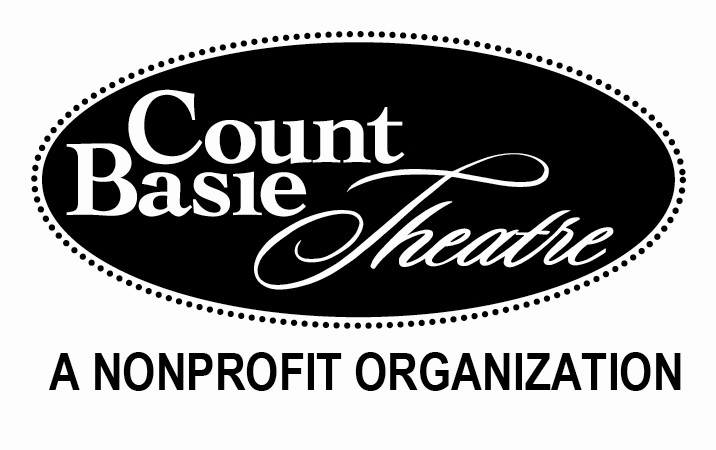 Count
Basie
Theatre
A NONPROFIT ORGANIZATION